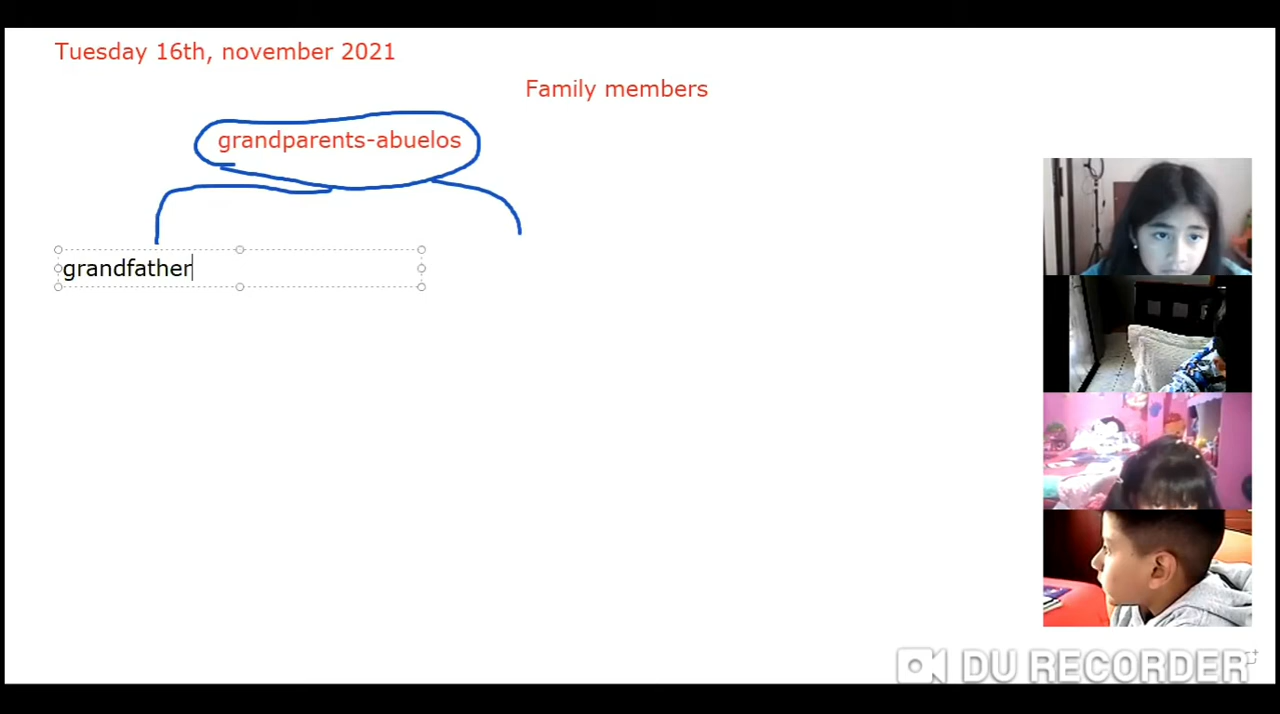 Tuesday 16th, november 2021
Family members
grandparents-abuelos
grandfather
DU RECORDER